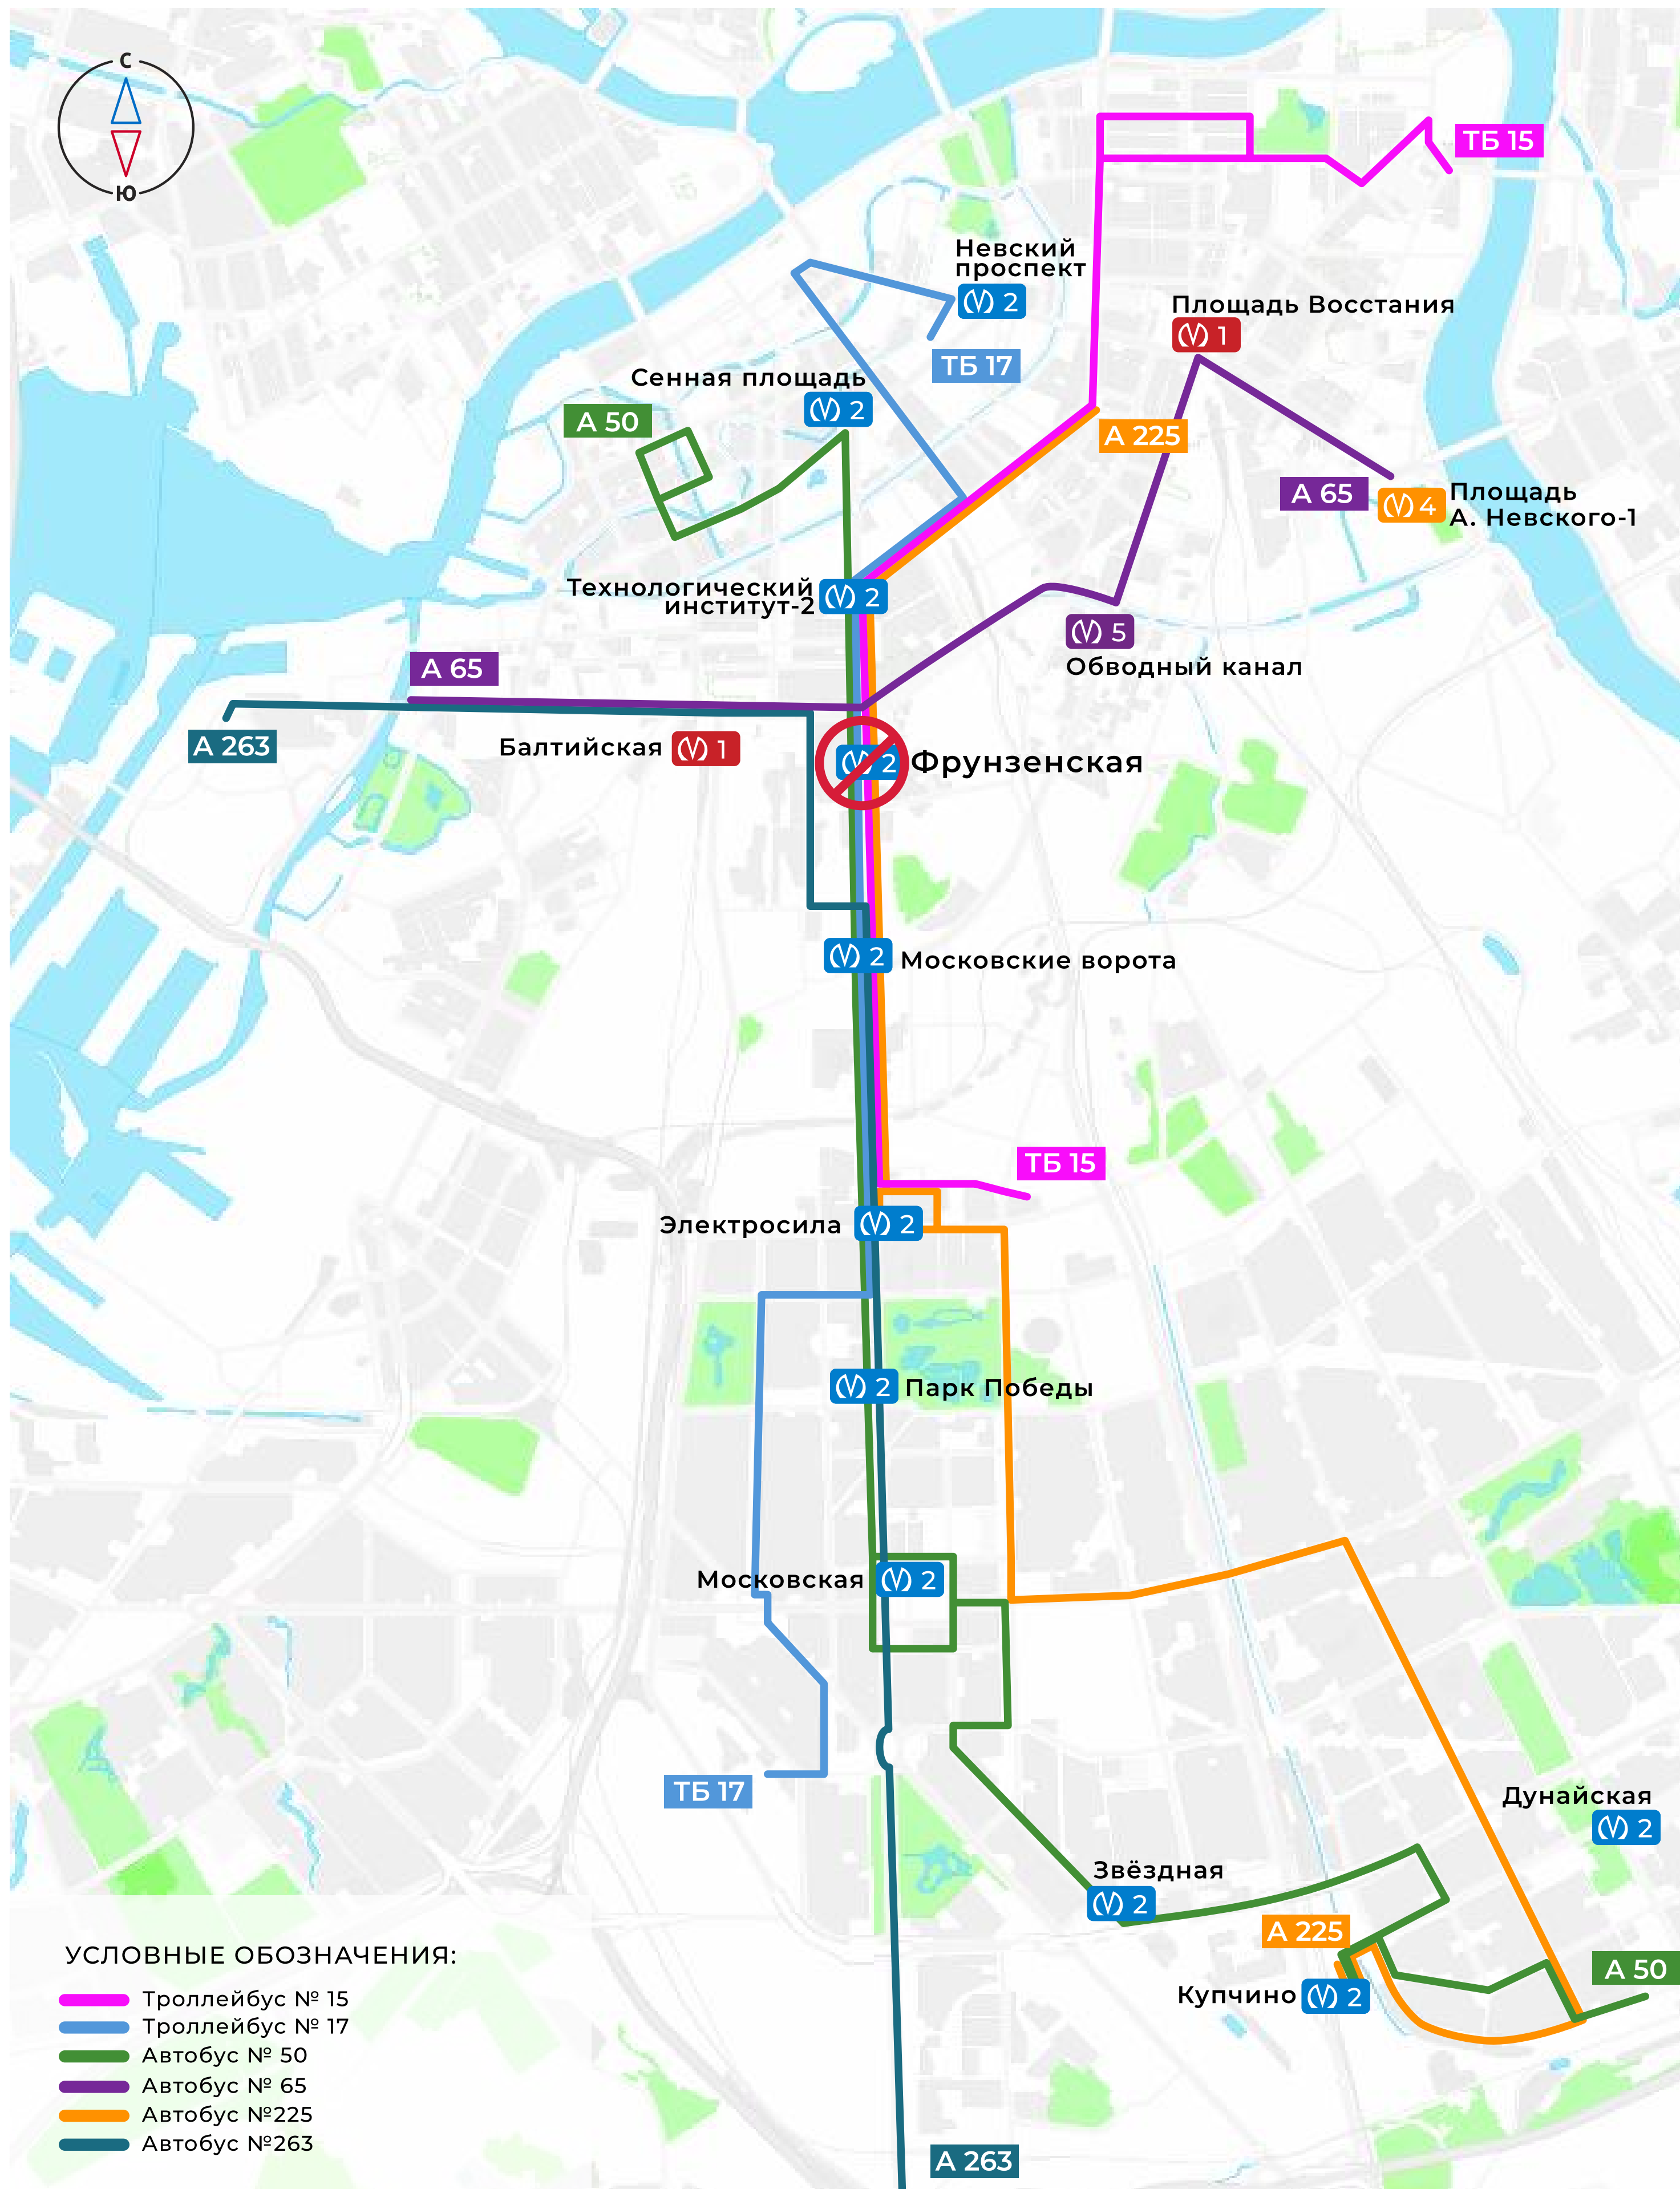 С
Ю
ТБ 15
Невский
проспект
2
ТБ 17
Площадь Восстания
1
Сенная площадь
2
А 50
А 225
А 65
4
Площадь
А. Невского-1
Технологический
институт-2
2
5
Обводный канал
А 65
А 263
Балтийская
1
2
Фрунзенская
2
Московские ворота
ТБ 15
Электросила
2
2
Парк Победы
Московская
2
ТБ 17
Дунайская
2
Звёздная
2
А 225
А 50
Купчино
2
УСЛОВНЫЕ ОБОЗНАЧЕНИЯ:
Троллейбус № 15
Троллейбус № 17
Автобус № 50
Автобус № 65
Автобус №225
Автобус №263
А 263